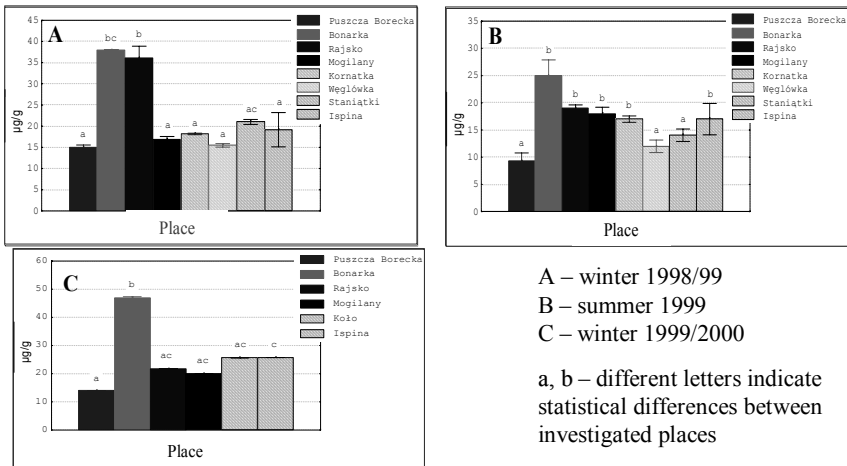 A
µg/g
45
40
35
30
25
20
15
10
5
0
a
bc
b
a
a
a
ac
a
Puszcza Borecka
Bonarka
Rajsko
Mogilany
Kornatka
Węglówka
Staniątki
Ispina
Place
B
µg/g
35
30
25
20
15
10
5
0
a
b
b
b
b
a
a
b
Puszcza Borecka
Bonarka
Rajsko
Mogilany
Kornatka
Węglówka
Staniątki
Ispina
Place
C
µg/g
60
50
40
30
20
10
0
a
b
ac
ac
ac
c
Puszcza Borecka
Bonarka
Rajsko
Mogilany
Koło
Ispina
Place
A – winter 1998/99
B – summer 1999
C – winter 1999/2000
a, b – different letters indicate
statistical differences between
investigated places